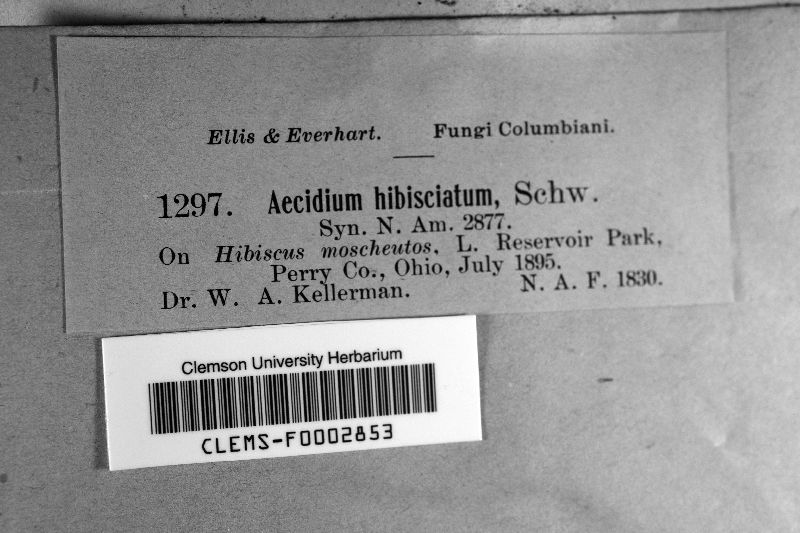 Ellis & Everhart. Fungi Columbiani.
1297. Aecidium hibisciatum, Schw.
Syn. N. Am. 2877.
On Hibiscus moscheutos, L. Reservoir Park,
Perry Co., Ohio, July 1895.
Dr. W. A. Kellerman. N. A. F. 1830.
Clemson University Herbarium
CLEMS-F0002853